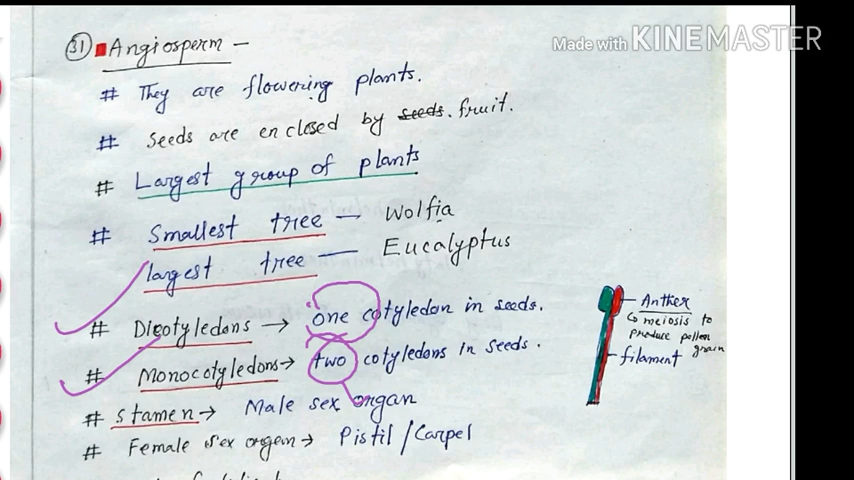 Made with KINEMASTER
31 Angiosperm -
# They are flowering plants.
# Seeds are enclosed by seeds. fruit.
# Largest group of plants
# Smallest tree — Wolfia
largest tree — Eucalyptus
# Dicotyledons → one cotyledon in seeds.
# Monocotyledons → two cotyledons in seeds.
# Stamen → Male sex organ
# Female sex organ → Pistil / Carpel
Anther
↳ meiosis to
produce pollen
grain
filament